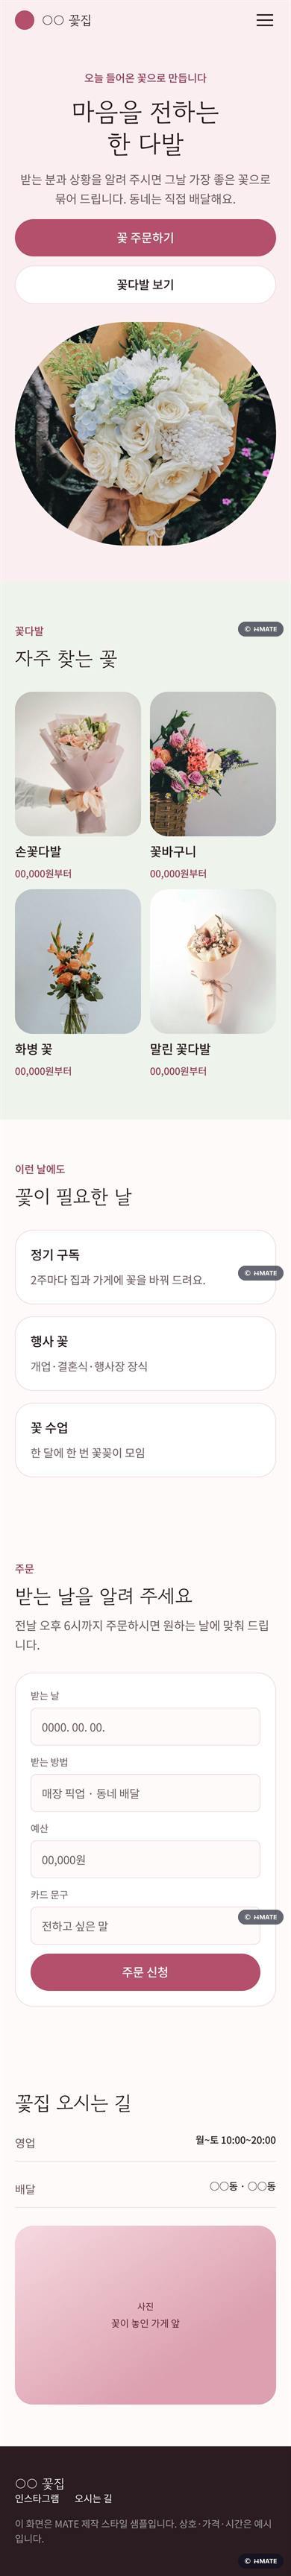 ○○ 꽃집
오늘 들어온 꽃으로 만듭니다
마음을 전하는
한 다발
받는 분과 상황을 알려 주시면 그날 가장 좋은 꽃으로
묶어 드립니다. 동네는 직접 배달해요.
꽃 주문하기
꽃다발 보기
꽃다발
© MATE
자주 찾는 꽃
손꽃다발
꽃바구니
00,000원부터
00,000원부터
화병 꽃
말린 꽃다발
00,000원부터
00,000원부터
이런 날에도
꽃이 필요한 날
정기 구독
2주마다 집과 가게에 꽃을 바꿔 드려요.
© MATE
행사 꽃
개업·결혼식·행사장 장식
꽃 수업
한 달에 한 번 꽃꽂이 모임
주문
받는 날을 알려 주세요
전날 오후 6시까지 주문하시면 원하는 날에 맞춰 드립
니다.
받는 날
0000. 00. 00.
받는 방법
매장 픽업 · 동네 배달
예산
00,000원
카드 문구
전하고 싶은 말
© MATE
주문 신청
꽃집 오시는 길
영업
월~토 10:00~20:00
배달
○○동 · ○○동
사진
꽃이 놓인 가게 앞
○○ 꽃집
인스타그램 오시는 길
이 화면은 MATE 제작 스타일 샘플입니다. 상호·가격·시간은 예시
입니다.
© MATE